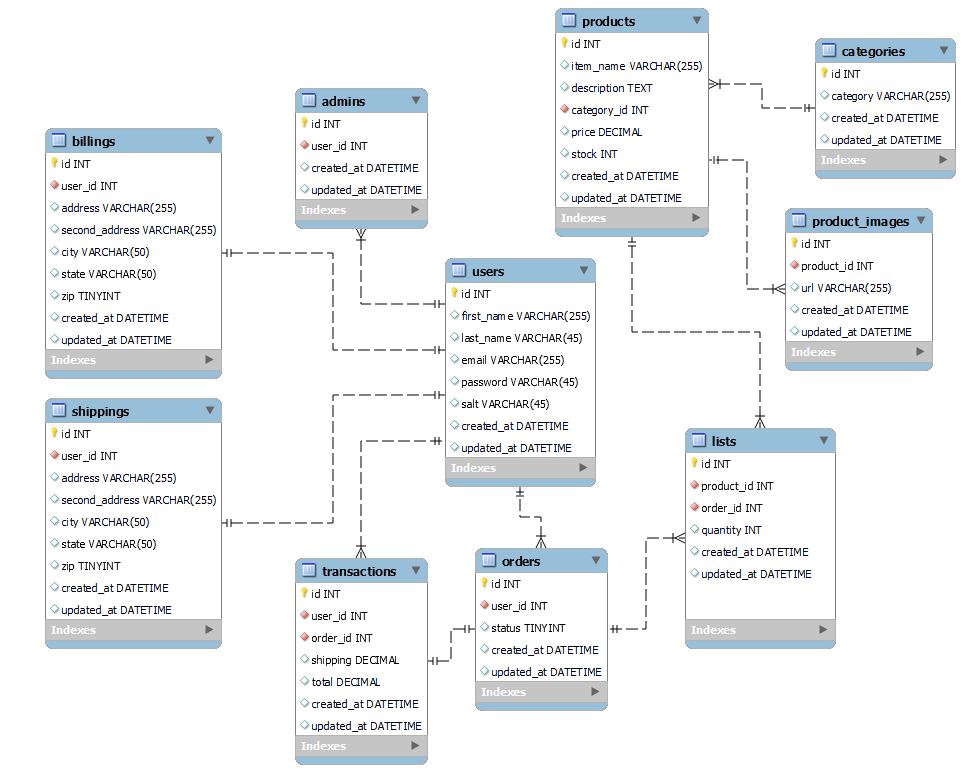 products
id INT
item_name VARCHAR(255)
description TEXT
category_id INT
price DECIMAL
stock INT
created_at DATETIME
updated_at DATETIME
Indexes
categories
id INT
category VARCHAR(255)
created_at DATETIME
updated_at DATETIME
Indexes
admins
id INT
user_id INT
created_at DATETIME
updated_at DATETIME
Indexes
billings
id INT
user_id INT
address VARCHAR(255)
second_address VARCHAR(255)
city VARCHAR(50)
state VARCHAR(50)
zip TINYINT
created_at DATETIME
updated_at DATETIME
Indexes
product_images
id INT
product_id INT
url VARCHAR(255)
created_at DATETIME
updated_at DATETIME
Indexes
users
id INT
first_name VARCHAR(255)
last_name VARCHAR(45)
email VARCHAR(255)
password VARCHAR(45)
salt VARCHAR(45)
created_at DATETIME
updated_at DATETIME
Indexes
shippings
id INT
user_id INT
address VARCHAR(255)
second_address VARCHAR(255)
city VARCHAR(50)
state VARCHAR(50)
zip TINYINT
created_at DATETIME
updated_at DATETIME
Indexes
lists
id INT
product_id INT
order_id INT
quantity INT
created_at DATETIME
updated_at DATETIME
Indexes
transactions
id INT
user_id INT
order_id INT
shipping DECIMAL
total DECIMAL
created_at DATETIME
updated_at DATETIME
Indexes
orders
id INT
user_id INT
status TINYINT
created_at DATETIME
updated_at DATETIME
Indexes